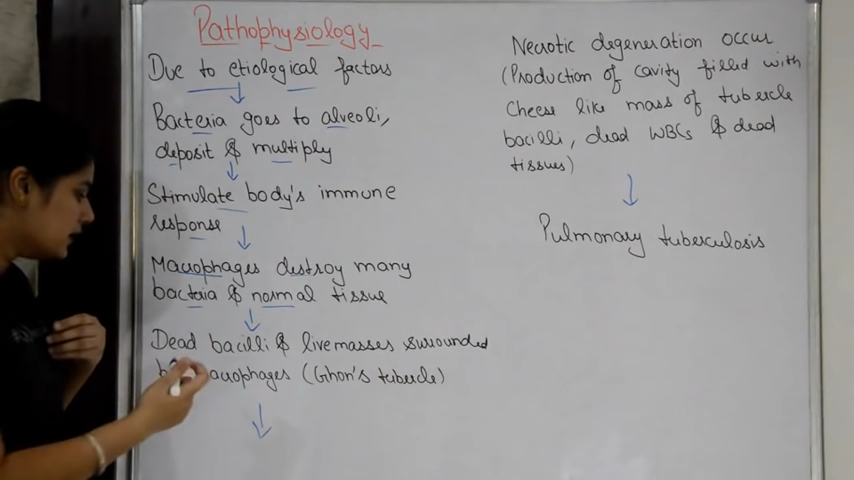 Pathophysiology
Due to etiological factors
Bacteria goes to alveoli,
deposit & multiply
Stimulate body's immune
response
Macrophages destroy many
bacteria & normal tissue
Dead bacilli & live masses surrounded
macrophages (Ghon's tubercle)
Necrotic degeneration occur
(Production of cavity filled with
cheese like mass of tubercle
bacilli, dead WBCs & dead
tissues)
Pulmonary tuberculosis